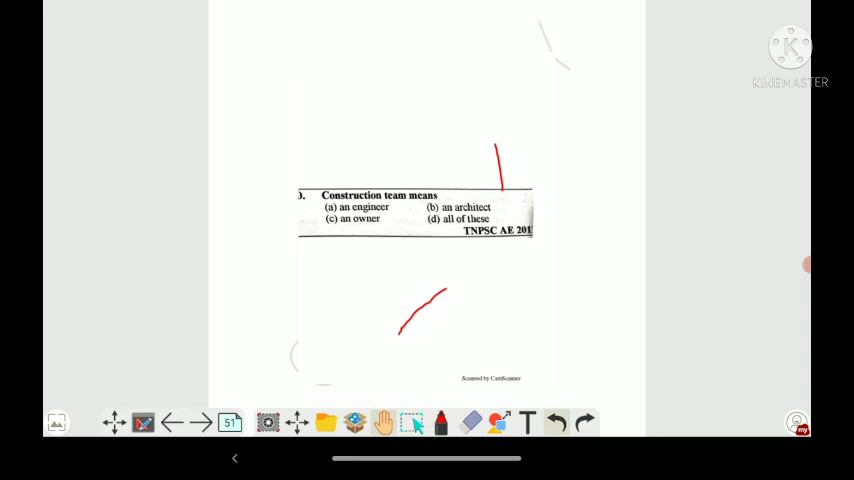 KINEMASTER
). Construction team means
(a) an engineer (b) an architect
(c) an owner (d) all of these
TNPSC AE 201
Scanned by CamScanner
51
my